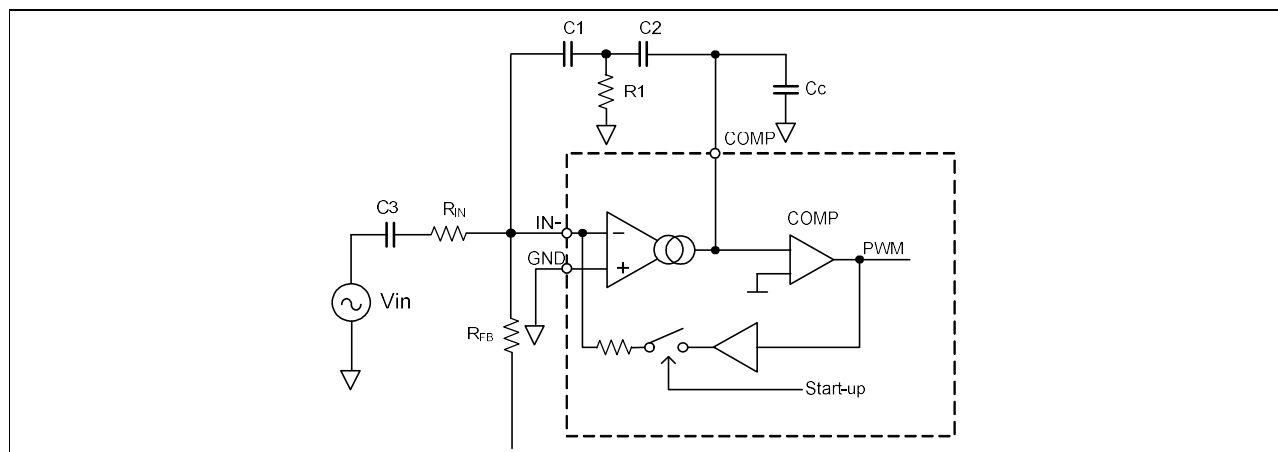 C1
C2
R1
Cc
COMP
C3
RIN
IN-
COMP
GND
PWM
Vin
RFB
Start-up